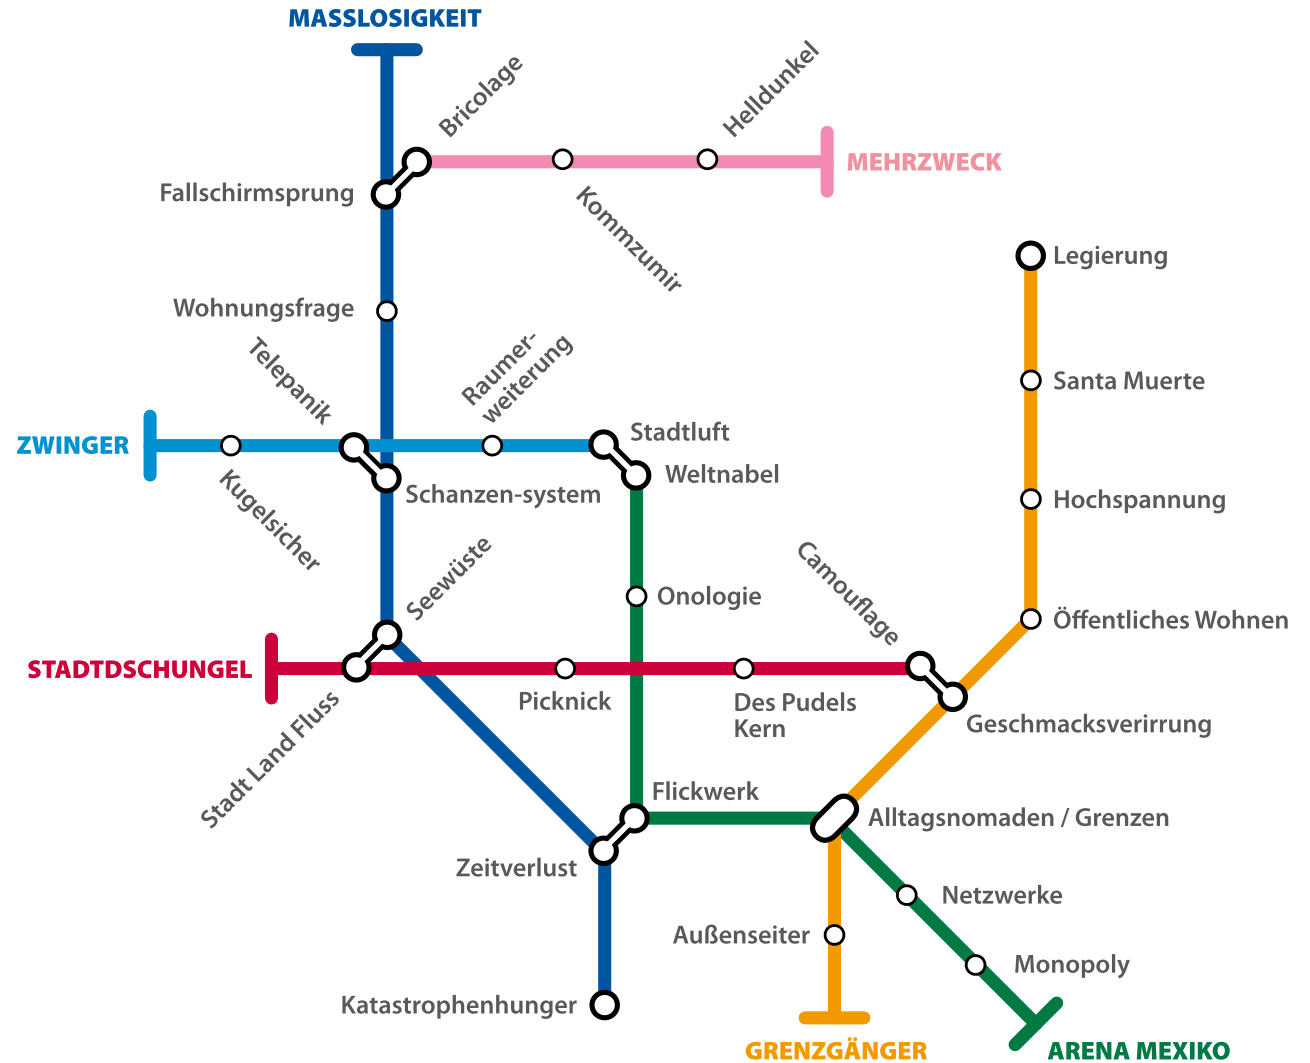 MASSLOSIGKEIT
Bricolage
Helldunkel
MEHRZWECK
Fallschirmsprung
Kommzumir
Legierung
Wohnungsfrage
Telepanik
Raumer-
weiterung
Santa Muerte
ZWINGER
Stadtluft
Weltnabel
Schanzen-system
Kugelsicher
Hochspannung
Seewüste
Onologie
Camouflage
Öffentliches Wohnen
STADTDSCHUNGEL
Picknick
Des Pudels
Kern
Geschmacksverirrung
Stadt Land Fluss
Flickwerk
Alltagsnomaden / Grenzen
Zeitverlust
Netzwerke
Außenseiter
Monopoly
Katastrophenhunger
GRENZGÄNGER
ARENA MEXIKO